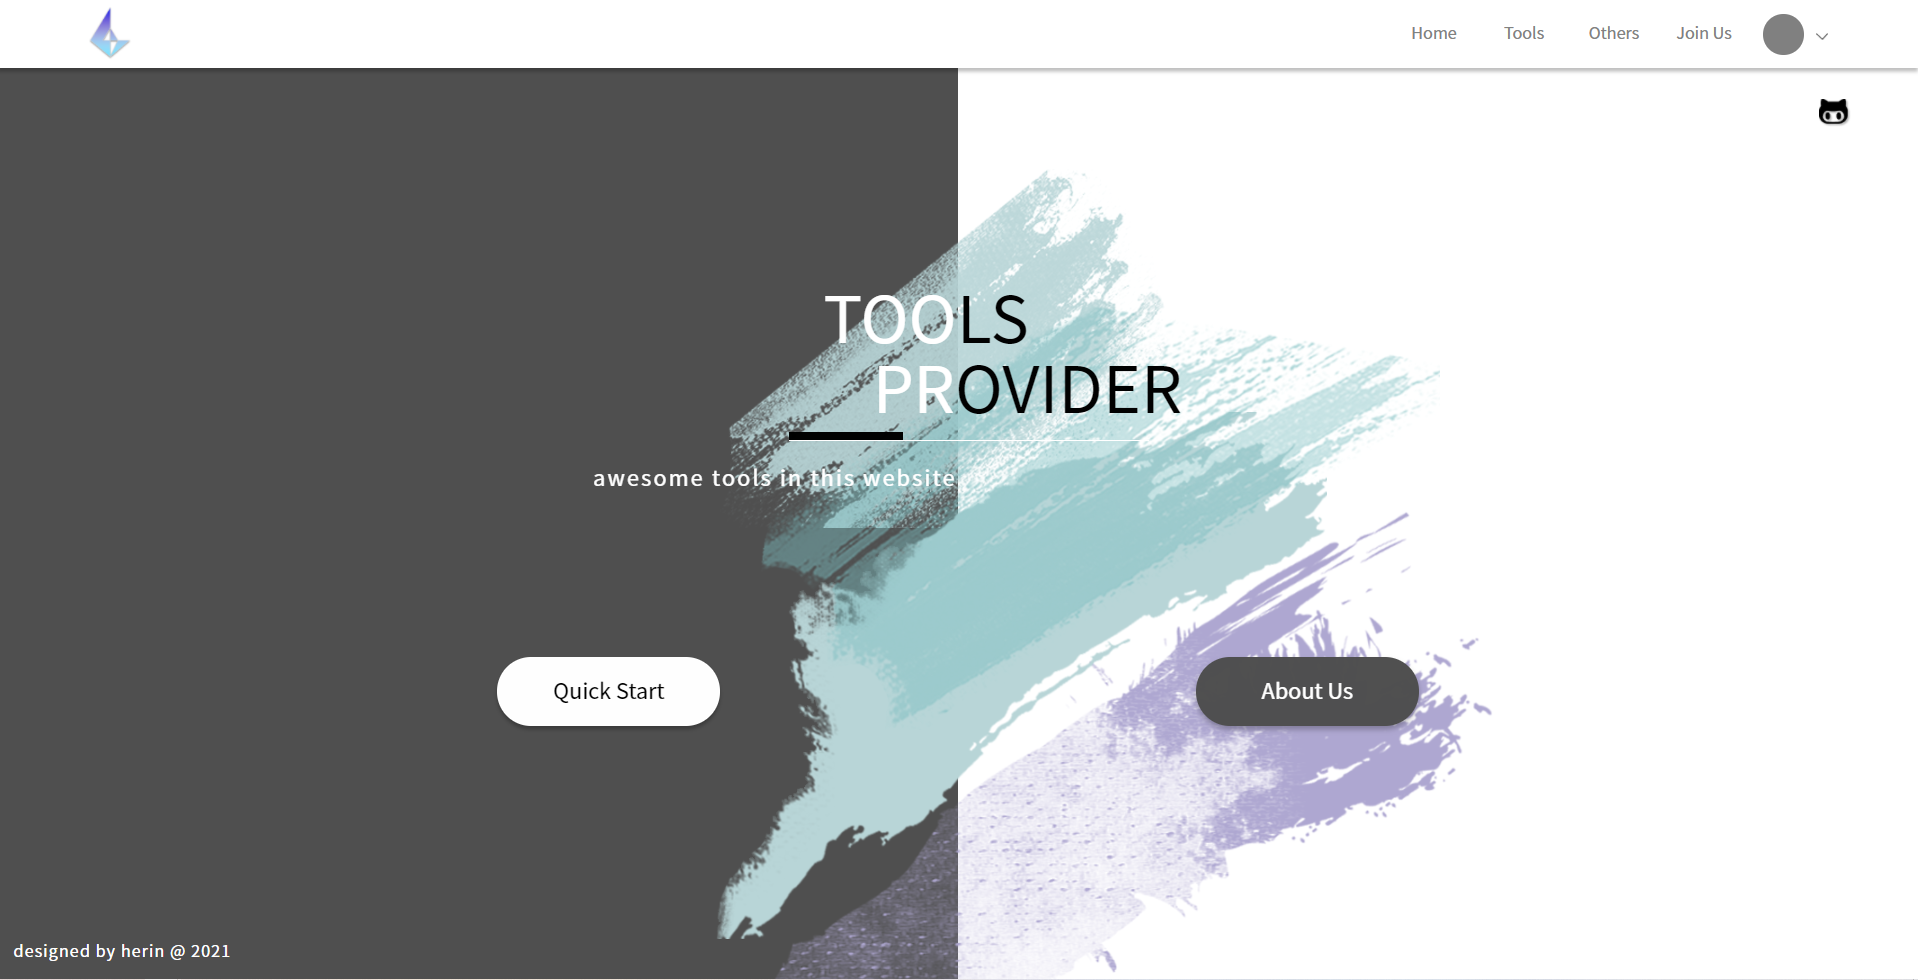 Home Tools Others Join Us
TOOLS
PROVIDER
awesome tools in this website
Quick Start
About Us
designed by herin @ 2021